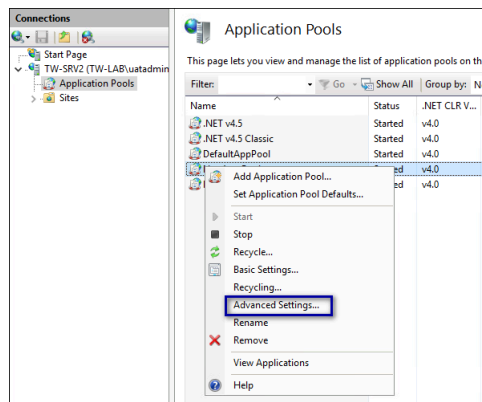 Connections
Start Page
TW-SRV2 (TW-LAB\uatadmin
Application Pools
Sites
Application Pools
This page lets you view and manage the list of application pools on th
Filter:
Go
Show All
Group by:
Name
Status
.NET CLR V...
.NET v4.5
Started
v4.0
.NET v4.5 Classic
Started
v4.0
DefaultAppPool
Started
v4.0
v4.0
Started
v4.0
Add Application Pool...
Set Application Pool Defaults...
Start
Stop
Recycle...
Basic Settings...
Recycling...
Advanced Settings...
Rename
Remove
View Applications
Help